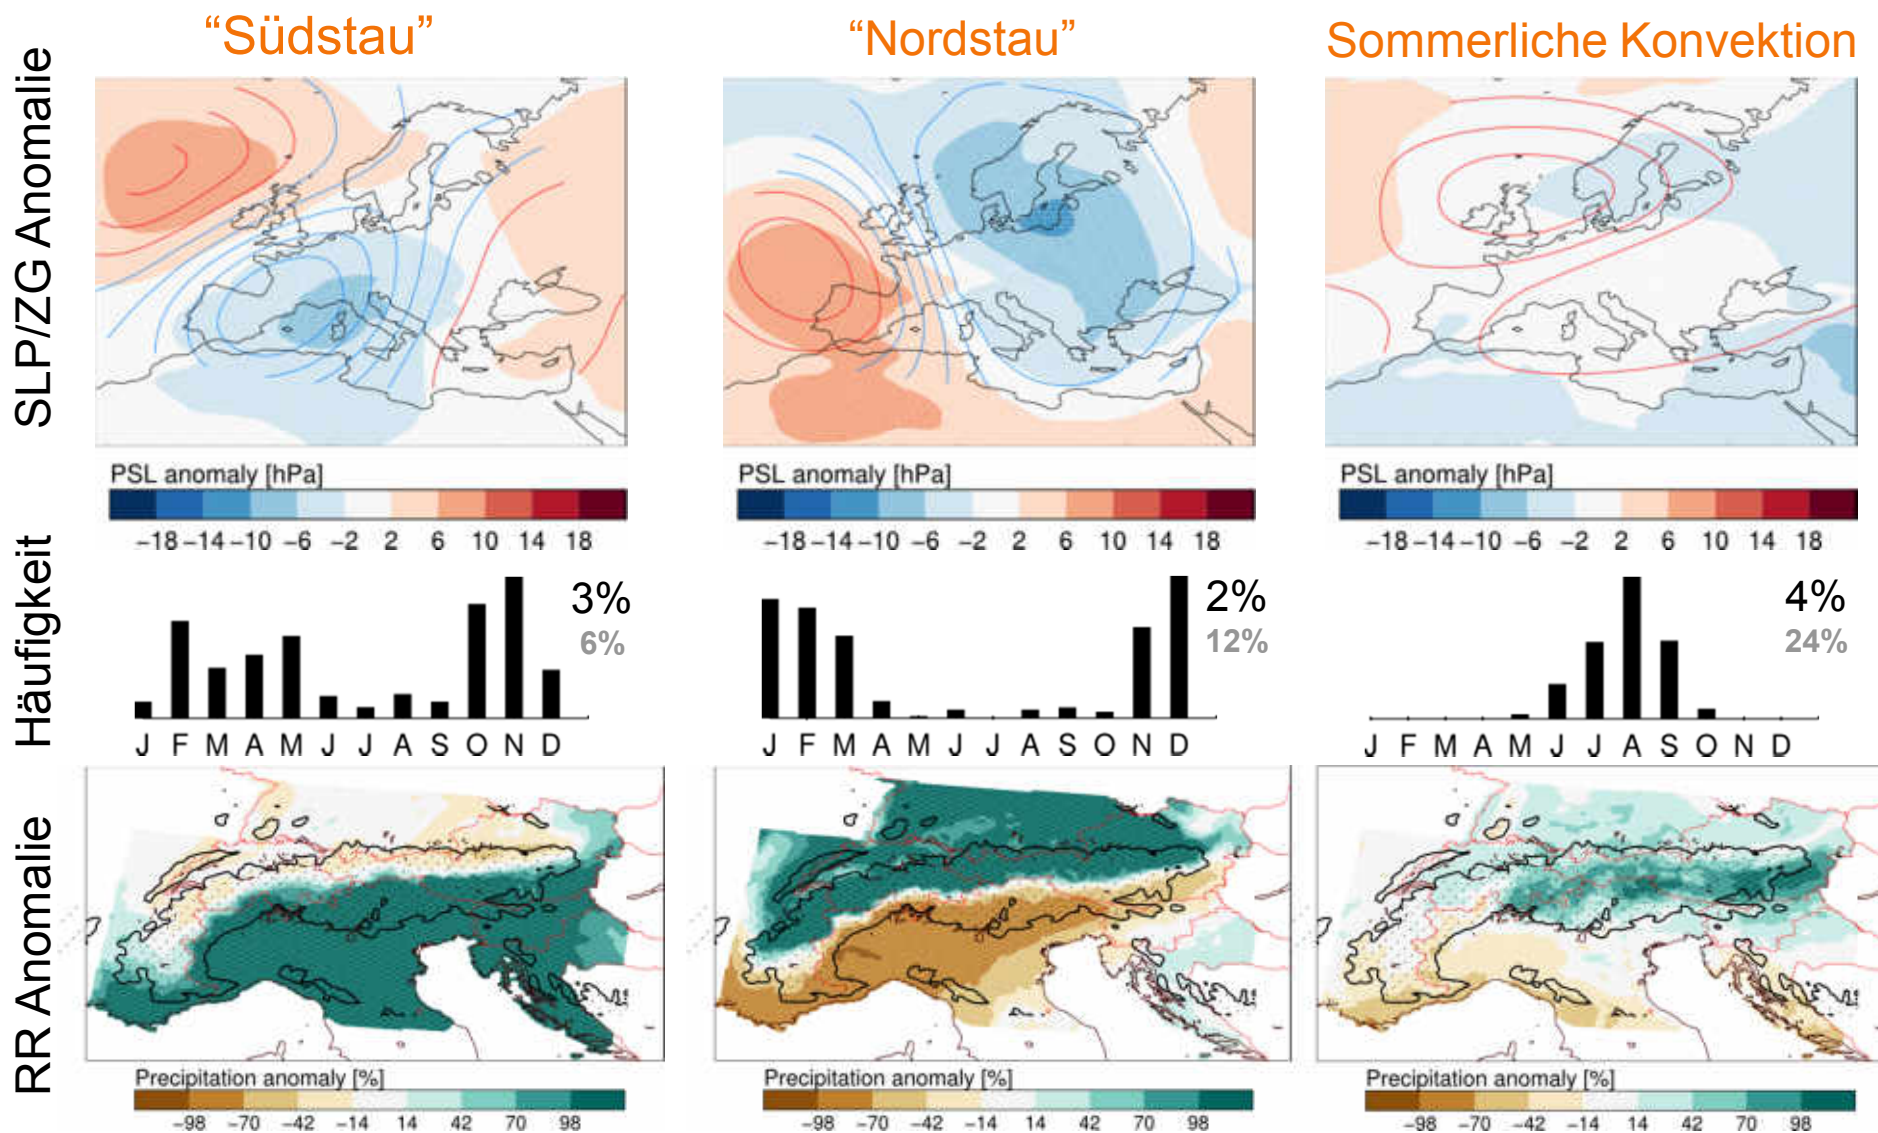 “Südstau”
“Nordstau”
Sommerliche Konvektion
SLP/ZG Anomalie
PSL anomaly [hPa]
−18 −14 −10 −6 −2 2 6 10 14 18
PSL anomaly [hPa]
−18 −14 −10 −6 −2 2 6 10 14 18
PSL anomaly [hPa]
−18 −14 −10 −6 −2 2 6 10 14 18
Häufigkeit
3%
6%
J F M A M J J A S O N D
2%
12%
J F M A M J J A S O N D
4%
24%
J F M A M J J A S O N D
RR Anomalie
Precipitation anomaly [%]
−98 −70 −42 −14 14 42 70 98
Precipitation anomaly [%]
−98 −70 −42 −14 14 42 70 98
Precipitation anomaly [%]
−98 −70 −42 −14 14 42 70 98